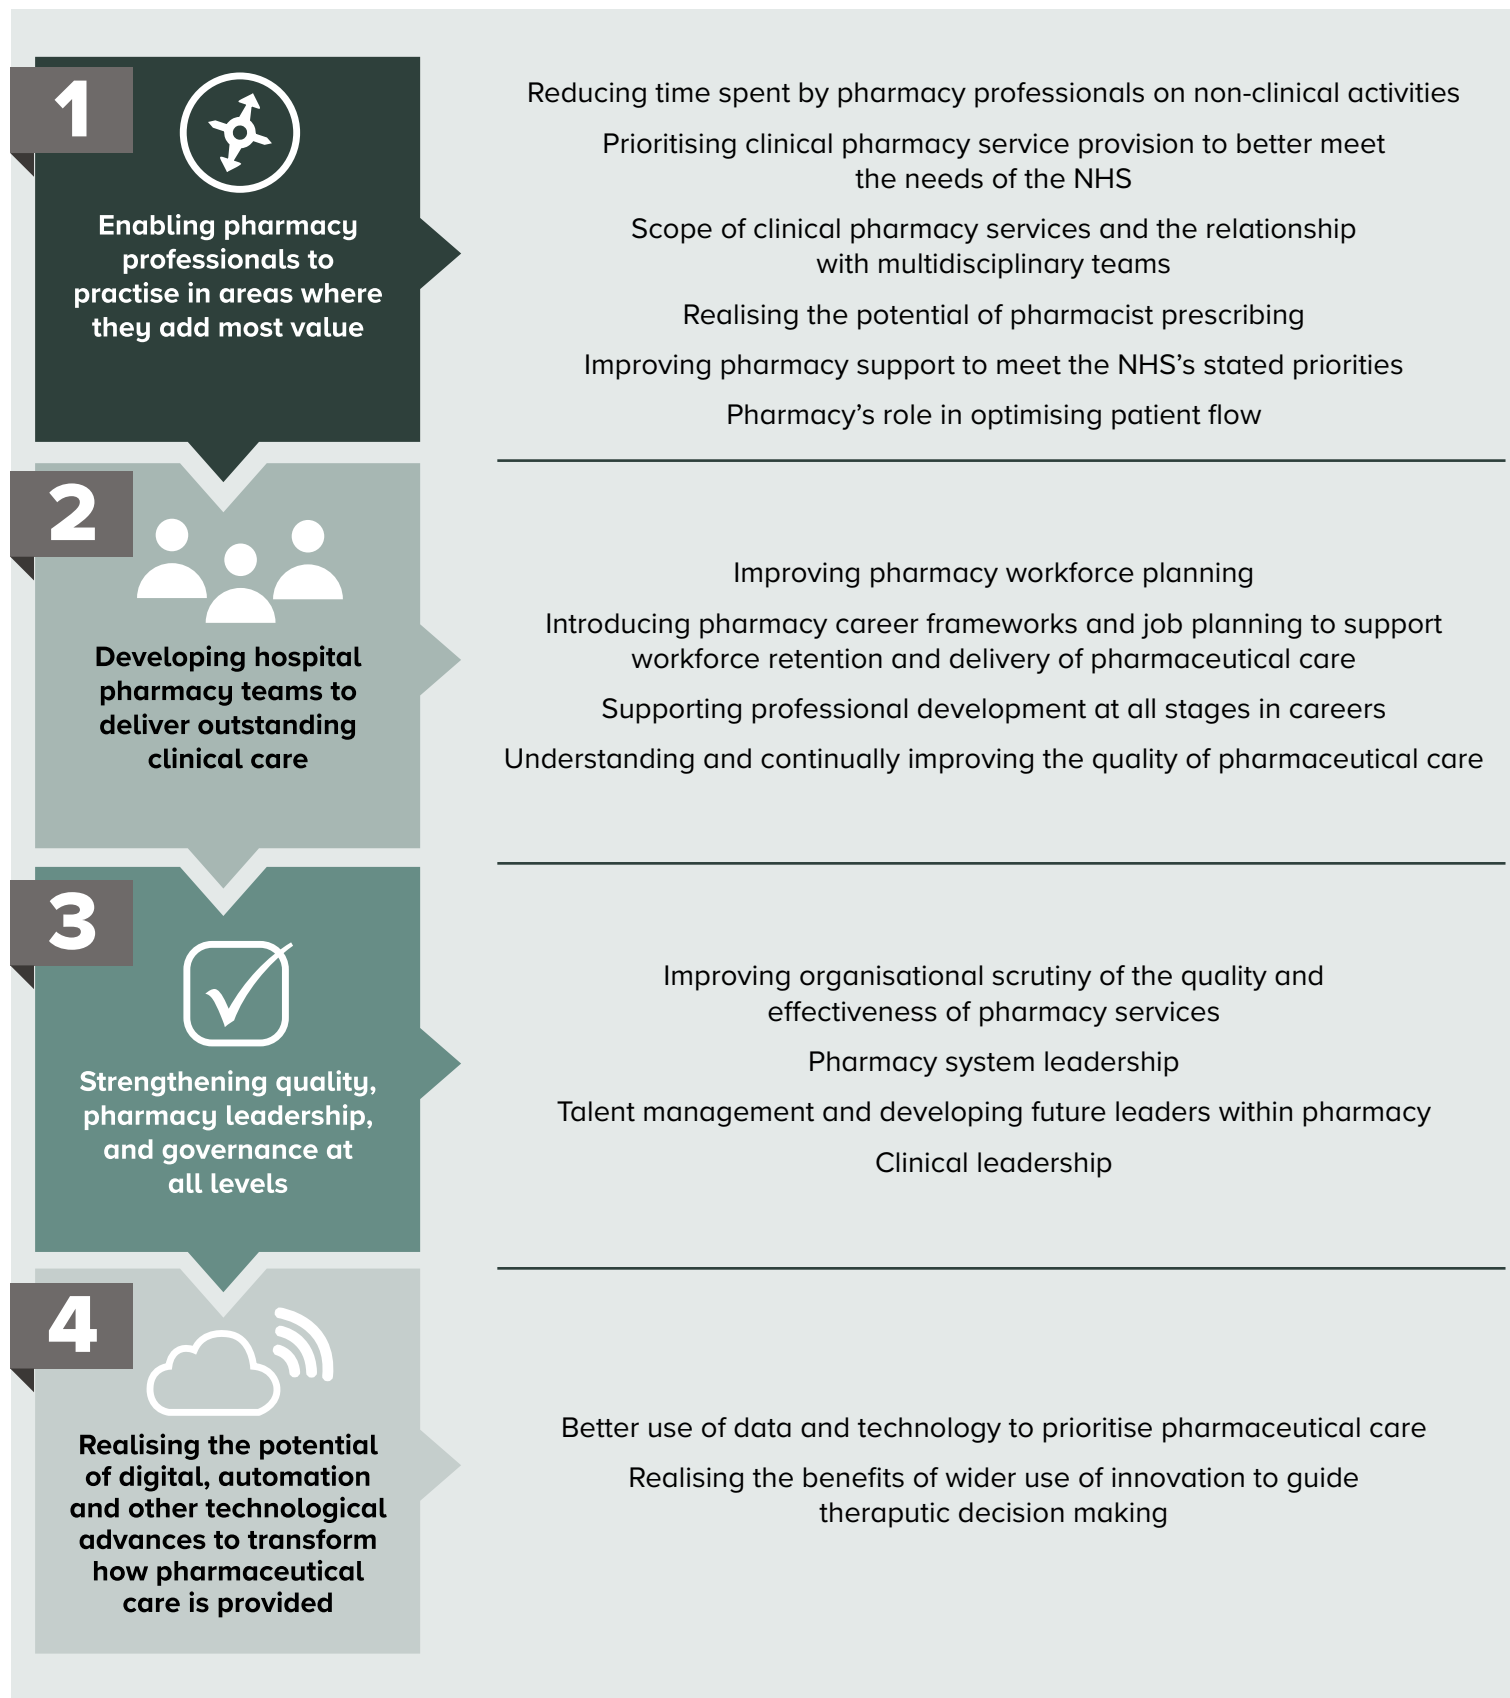 1
Enabling pharmacy
professionals to
practise in areas where
they add most value
Reducing time spent by pharmacy professionals on non-clinical activities
Prioritising clinical pharmacy service provision to better meet
the needs of the NHS
Scope of clinical pharmacy services and the relationship
with multidisciplinary teams
Realising the potential of pharmacist prescribing
Improving pharmacy support to meet the NHS’s stated priorities
Pharmacy’s role in optimising patient flow
2
Developing hospital
pharmacy teams to
deliver outstanding
clinical care
Improving pharmacy workforce planning
Introducing pharmacy career frameworks and job planning to support
workforce retention and delivery of pharmaceutical care
Supporting professional development at all stages in careers
Understanding and continually improving the quality of pharmaceutical care
3
Strengthening quality,
pharmacy leadership,
and governance at
all levels
Improving organisational scrutiny of the quality and
effectiveness of pharmacy services
Pharmacy system leadership
Talent management and developing future leaders within pharmacy
Clinical leadership
4
Realising the potential
of digital, automation
and other technological
advances to transform
how pharmaceutical
care is provided
Better use of data and technology to prioritise pharmaceutical care
Realising the benefits of wider use of innovation to guide
theraputic decision making